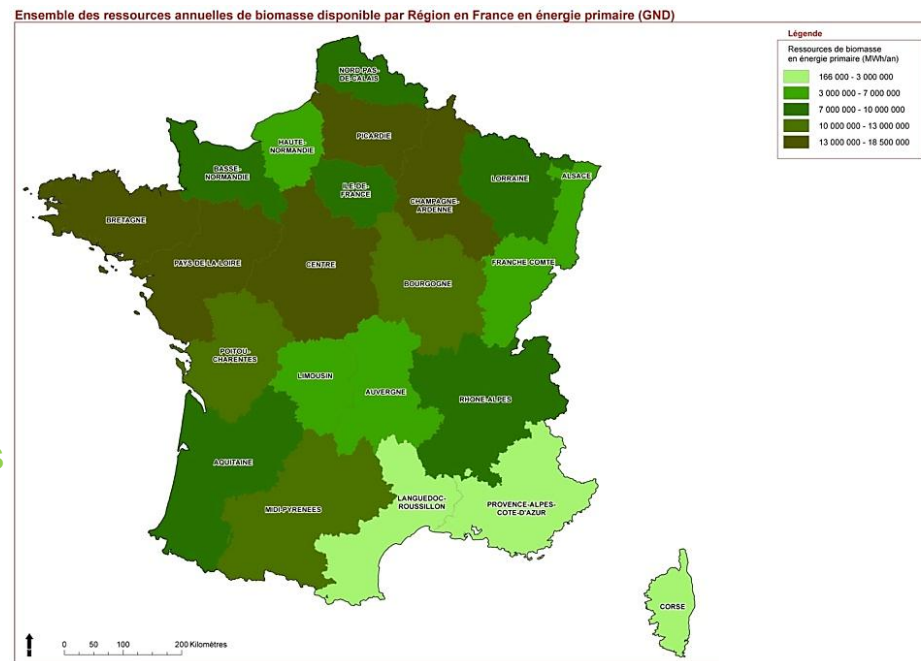 Ensemble des ressources annuelles de biomasse disponible par Région en France en énergie primaire (GND)
Légende
Ressources de biomasse
en énergie primaire (MWh/an)
166 000 - 3 000 000
3 000 000 - 7 000 000
7 000 000 - 10 000 000
10 000 000 - 13 000 000
13 000 000 - 18 500 000
NORD-PAS-
DE-CALAIS
PICARDIE
HAUTE-
NORMANDIE
BASSE-
NORMANDIE
ILE-DE-
FRANCE
CHAMPAGNE-
ARDENNE
LORRAINE
ALSACE
BRETAGNE
PAYS-DE-LA-LOIRE
CENTRE
BOURGOGNE
FRANCHE COMTE
POITOU-
CHARENTES
LIMOUSIN
AUVERGNE
RHONE-ALPES
AQUITAINE
MIDI-PYRENEES
LANGUEDOC-
ROUSSILLON
PROVENCE-ALPES-
COTE-D'AZUR
CORSE
0 50 100 200 Kilomètres